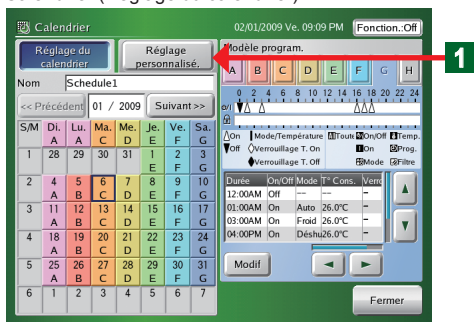 Calendrier
02/01/2009 Ve. 09:09 PM
Fonction.:Off
Réglage du calendrier
Réglage personnalisé.
1
Modèle program.
A B C D E F G H
Nom Schedule1
<< Précédent 01 / 2009 Suivant >>
0 2 4 6 8 10 12 14 16 18 20 22 24
S/M Di. Lu. Ma. Me. Je. Ve. Sa.
A B C D E F G
1 28 29 30 31 1 2 3
E F G
2 4 5 6 7 8 9 10
A B C D E F G
3 11 12 13 14 15 16 17
A B C D E F G
4 18 19 20 21 22 23 24
A B C D E F G
5 25 26 27 28 29 30 31
A B C D E F G
6 1 2 3 4 5 6 7
On Mode/Température Toute On/Off Temp.
Off Verrouillage T. On On Prog.
Verrouillage T. Off Mode Filtre
Durée On/Off Mode T° Cons. Verro
12:00AM Off -- --
01:00AM On Auto 26.0°C -
03:00AM On Froid 26.0°C -
04:00PM On Déshu 26.0°C -
Modif
Fermer